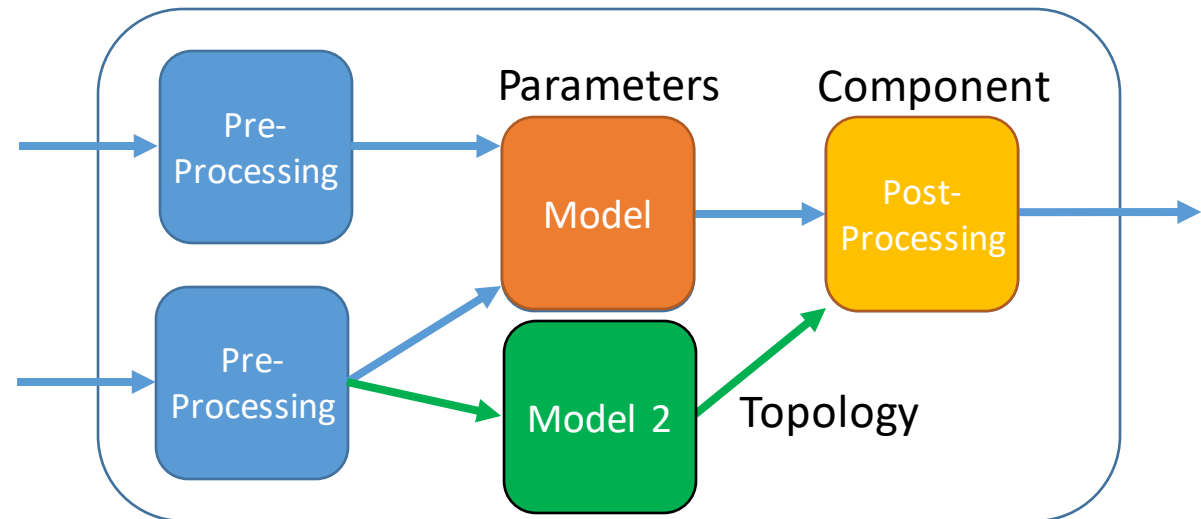 Parameters
Component
Pre-
Processing
Model
Post-
Processing
Pre-
Processing
Model 2
Topology